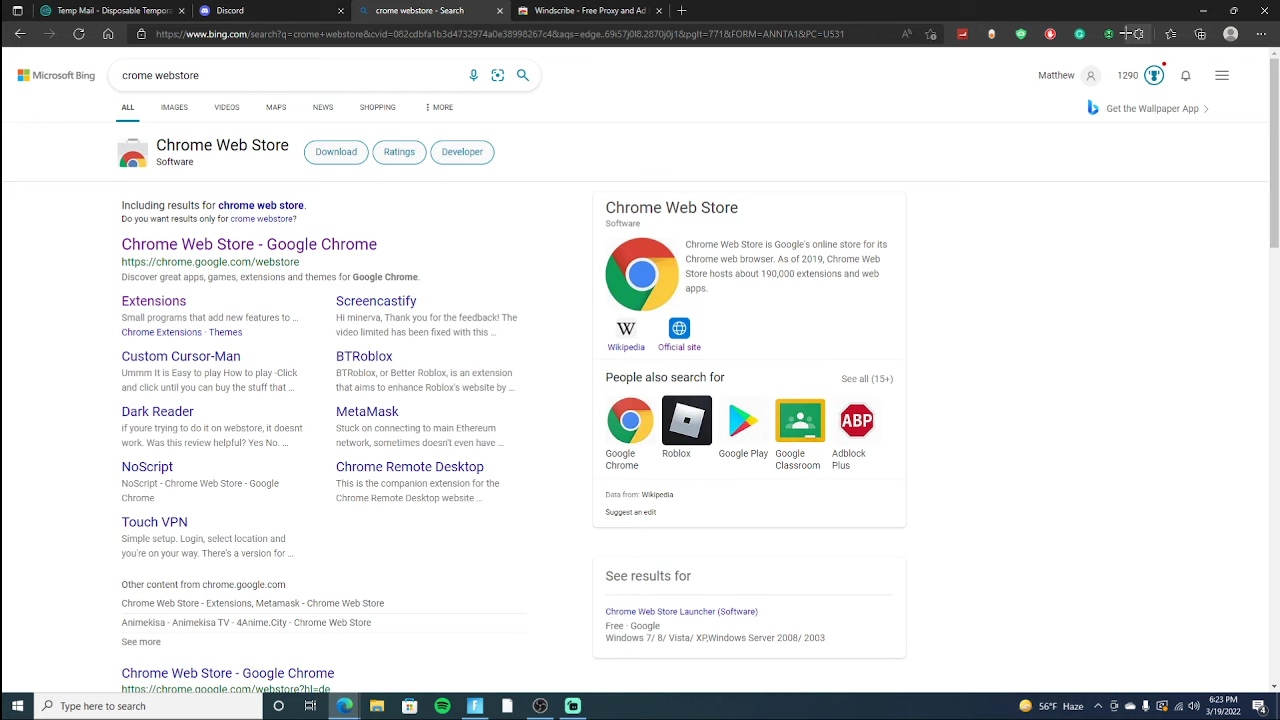 Temp Mail - Disposable
Discord
crome webstore - Search
Windscribe - Free Proxy and Ad
https://www.bing.com/search?q=crome+webstore&cvid=082cdbfa1b3d4732974a0e38998267c4&aqs=edge..69i57j0l8.2870j0j1&pglt=771&FORM=ANNTA1&PC=U531
Microsoft Bing
crome webstore
Matthew
1290
ALL
IMAGES
VIDEOS
MAPS
NEWS
SHOPPING
MORE
Get the Wallpaper App
Chrome Web Store
Software
Download
Ratings
Developer
Including results for chrome web store.
Do you want results only for crome webstore?
Chrome Web Store - Google Chrome
https://chrome.google.com/webstore
Discover great apps, games, extensions and themes for Google Chrome.
Extensions
Small programs that add new features to ...
Chrome Extensions · Themes
Screencastify
Hi minerva, Thank you for the feedback! The
video limited has been fixed with this ...
Custom Cursor-Man
Ummm It is Easy to play How to play -Click
and click until you can buy the stuff that ...
BTRoblox
BTRoblox, or Better Roblox, is an extension
that aims to enhance Roblox's website by ...
Dark Reader
if youre trying to do it on webstore, it doesnt
work. Was this review helpful? Yes No. ...
MetaMask
Stuck on connecting to main Ethereum
network, sometimes doesn't even have ...
NoScript
NoScript - Chrome Web Store - Google
Chrome
Chrome Remote Desktop
This is the companion extension for the
Chrome Remote Desktop website ...
Touch VPN
Simple setup. Login, select location and
you're on your way. There's a version for ...
Other content from chrome.google.com
Chrome Web Store - Extensions, Metamask - Chrome Web Store
Animekisa - Animekisa TV - 4Anime.City - Chrome Web Store
See more
Chrome Web Store - Google Chrome
https://chrome.google.com/webstore?hl=de
Chrome Web Store
Software
Chrome Web Store is Google's online store for its
Chrome web browser. As of 2019, Chrome Web
Store hosts about 190,000 extensions and web
apps.
W
Wikipedia
Official site
People also search for
See all (15+)
ABP
Google
Chrome
Roblox
Google Play
Google
Classroom
Adblock
Plus
Data from: Wikipedia
Suggest an edit
See results for
Chrome Web Store Launcher (Software)
Free · Google
Windows 7/ 8/ Vista/ XP,Windows Server 2008/ 2003
Type here to search
56°F Haze
6:23 PM
3/19/2022